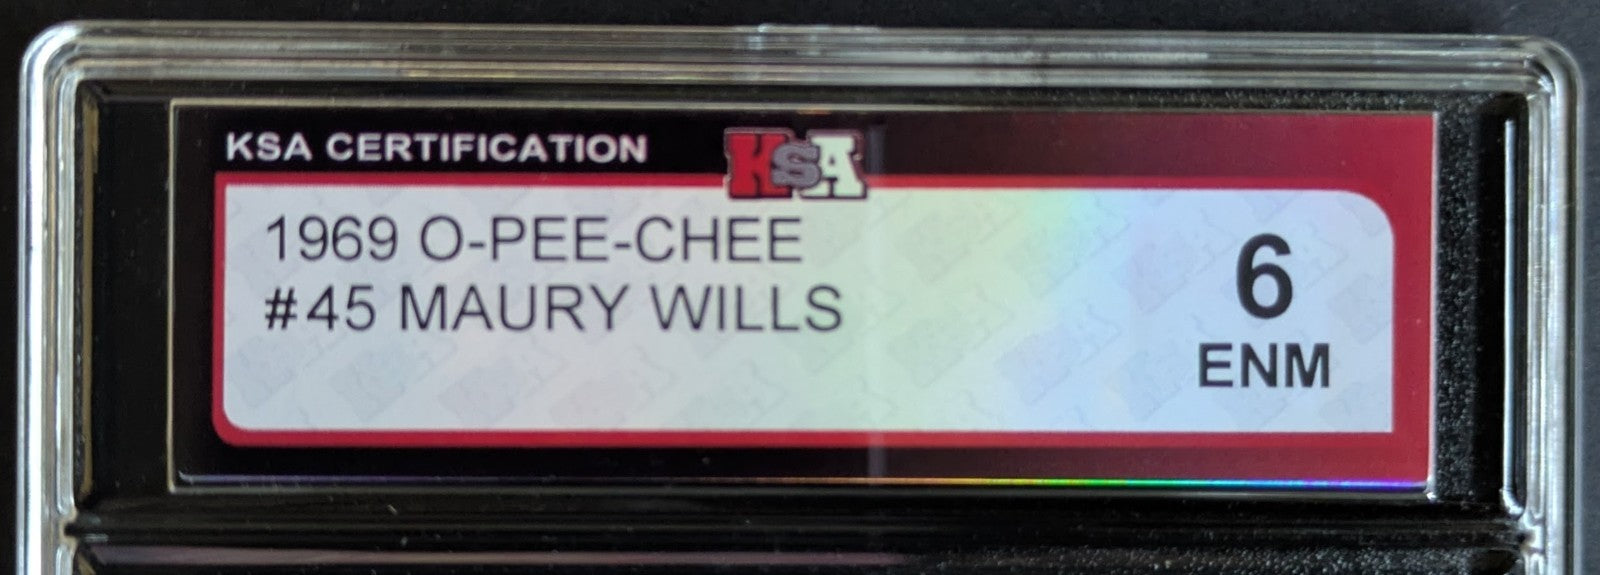 KSA CERTIFICATION
KSA
1969 O-PEE-CHEE
#45 MAURY WILLS
6
ENM